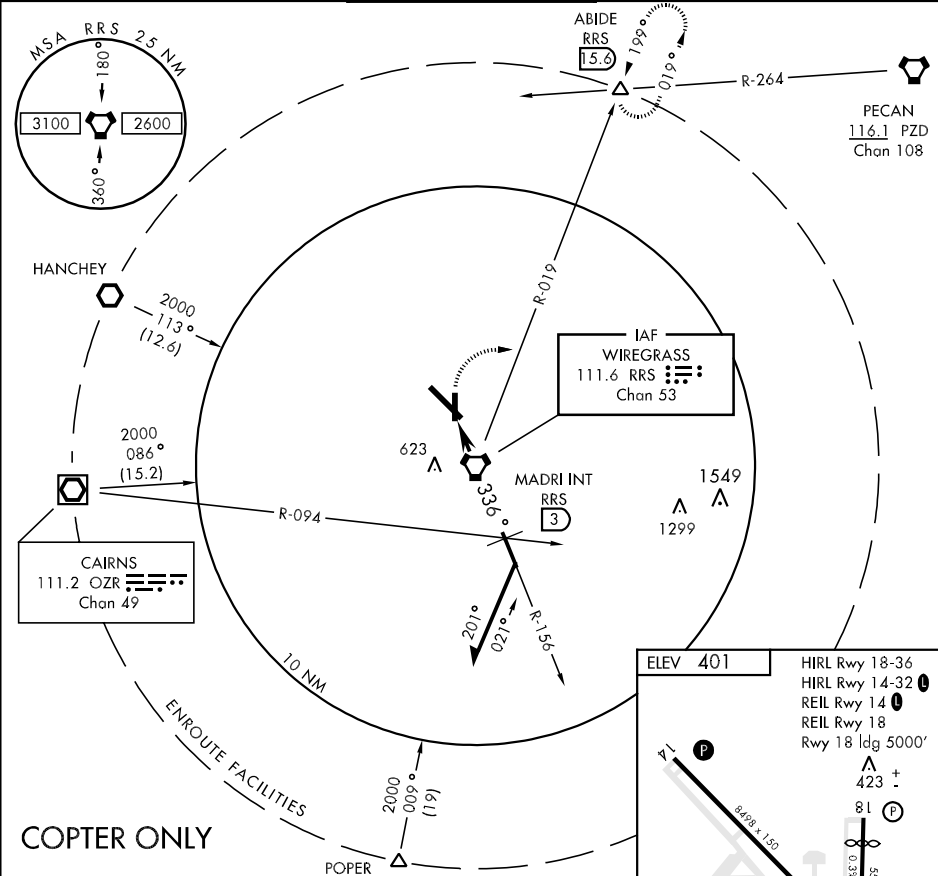 MSA RRS 25 NM
180°
3100
2600
360°
ABIDE
RRS
15.6
199°
019°
R-264
PECAN
116.1 PZD
Chan 108
HANCHEY
2000
113°
(12.6)
R-019
IAF
WIREGRASS
111.6 RRS
Chan 53
2000
086°
(15.2)
623
MADRI INT
RRS
3
336°
1549
1299
R-094
CAIRNS
111.2 OZR
Chan 49
201°
021°
R-156
10 NM
ENROUTE FACILITIES
2000
009°
(19)
COPTER ONLY
POPER
ELEV 401
HIRL Rwy 18-36
HIRL Rwy 14-32 L
REIL Rwy 14 L
REIL Rwy 18
Rwy 18 ldg 5000'
423 +
-
14
P
18
P
8498 x 150